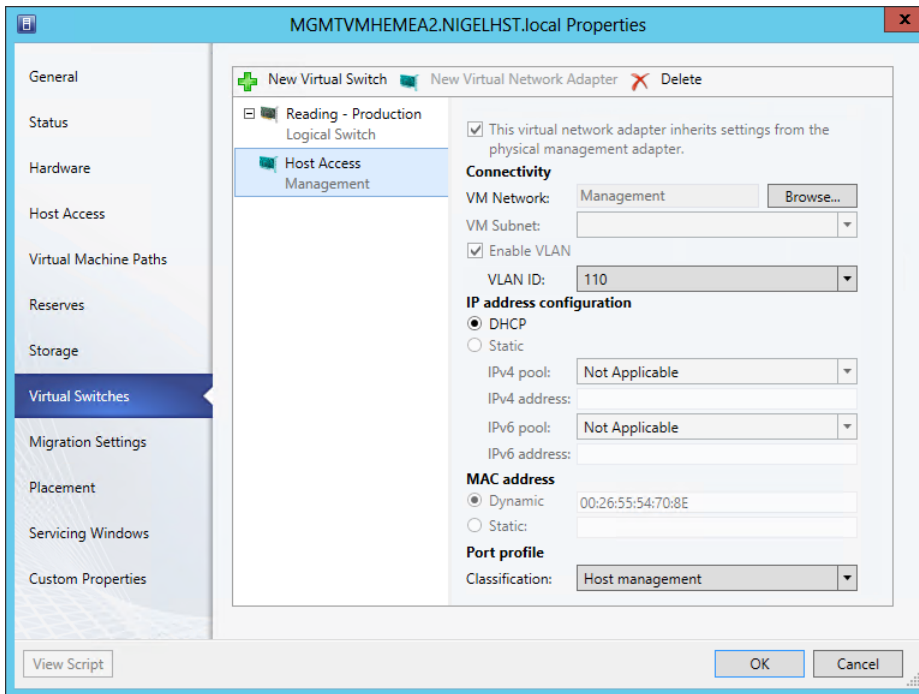 MGMTVMHEMEA2.NIGELHST.local Properties
x
General
Status
Hardware
Host Access
Virtual Machine Paths
Reserves
Storage
Virtual Switches
Migration Settings
Placement
Servicing Windows
Custom Properties
New Virtual Switch New Virtual Network Adapter Delete
Reading - Production
Logical Switch
Host Access
Management
This virtual network adapter inherits settings from the
physical management adapter.
Connectivity
VM Network: Management Browse...
VM Subnet:
Enable VLAN
VLAN ID: 110
IP address configuration
DHCP
Static
IPv4 pool: Not Applicable
IPv4 address:
IPv6 pool: Not Applicable
IPv6 address:
MAC address
Dynamic 00:26:55:54:70:8E
Static:
Port profile
Classification: Host management
View Script OK Cancel